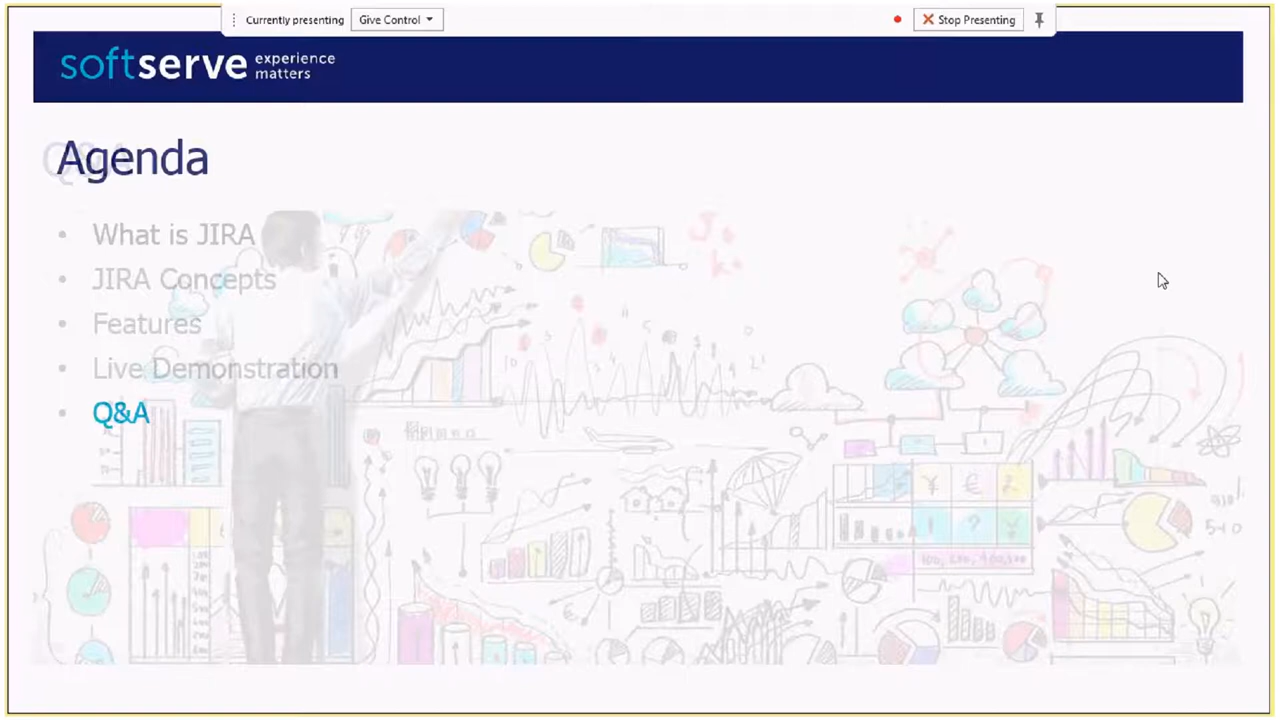 Currently presenting
Give Control
Stop Presenting
softserve experience matters
Agenda
Q&A
• What is JIRA
• JIRA Concepts
• Features
• Live Demonstration
• Q&A
¥ € £
? ¥